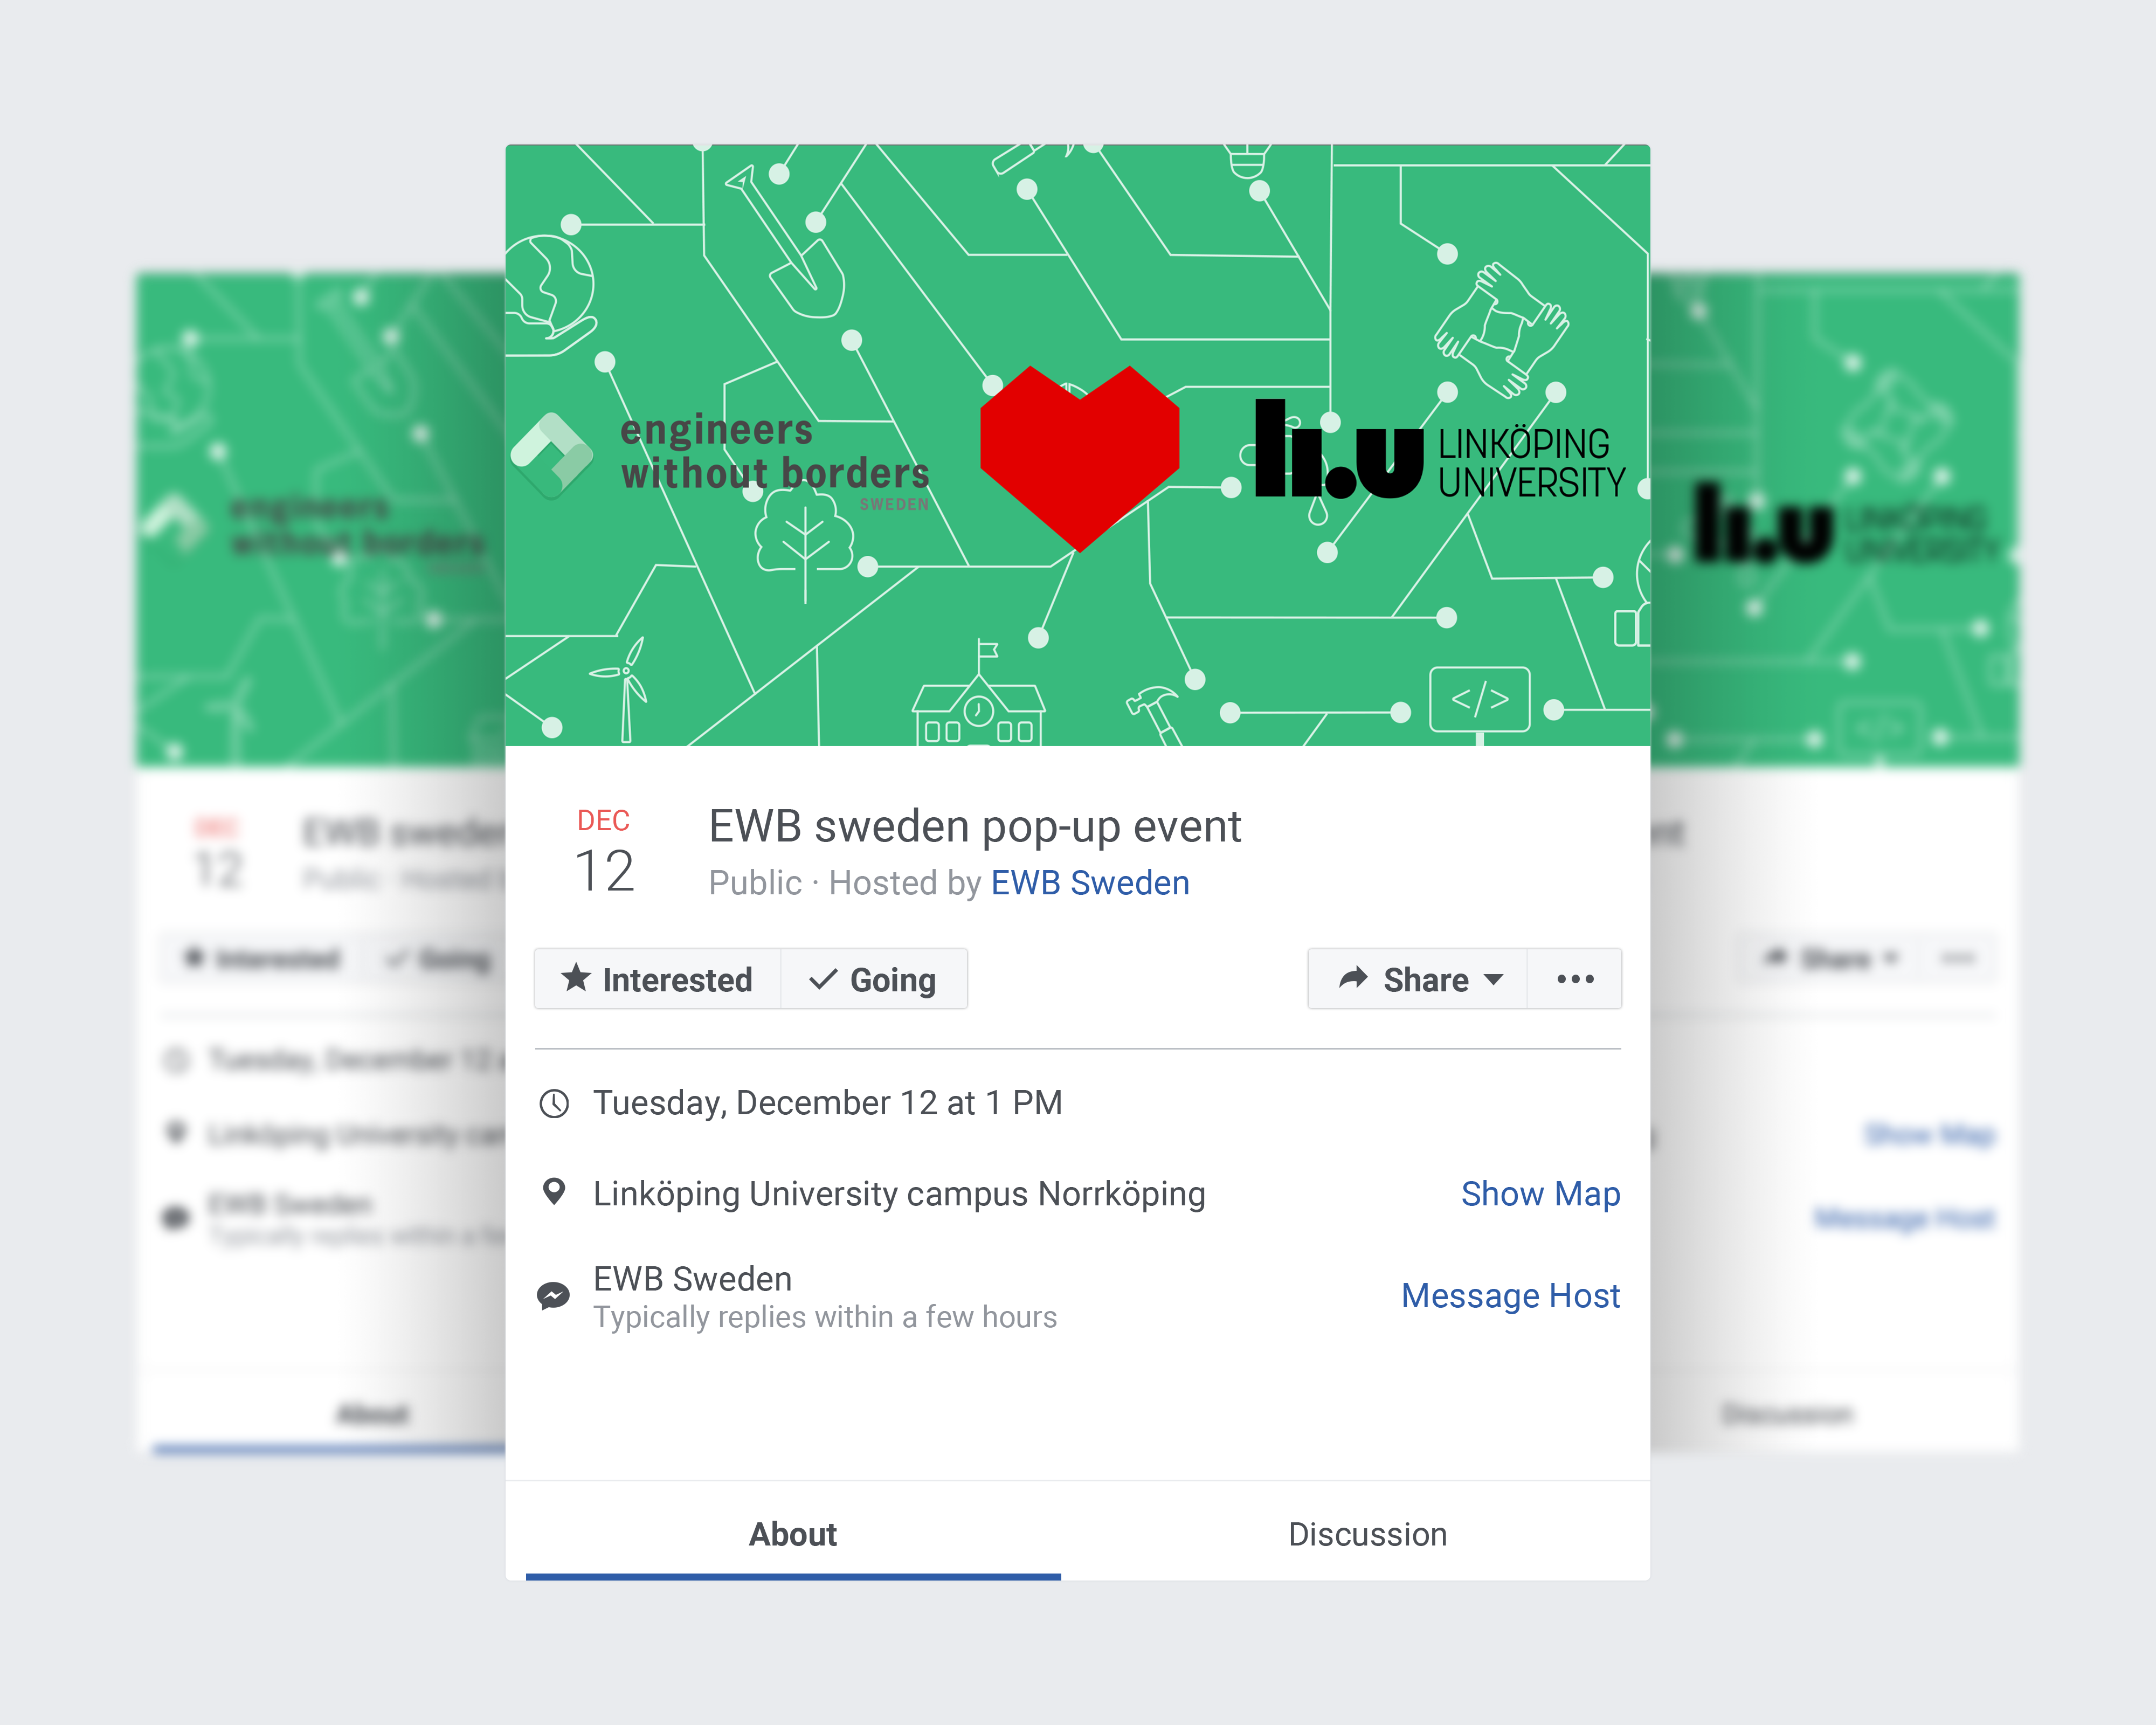 engineers
without borders
SWEDEN
li.u LINKÖPING
UNIVERSITY
DEC
12
EWB sweden pop-up event
Public · Hosted by EWB Sweden
Interested Going Share
Tuesday, December 12 at 1 PM
Linköping University campus Norrköping Show Map
EWB Sweden
Typically replies within a few hours
Message Host
About Discussion